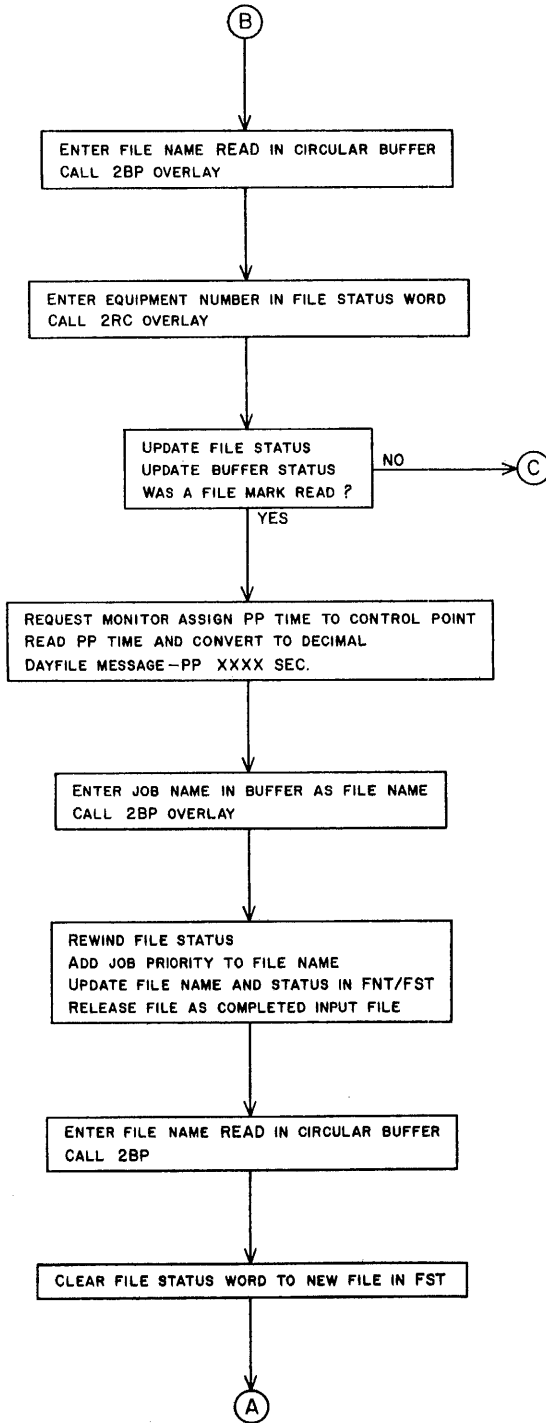 B
ENTER FILE NAME READ IN CIRCULAR BUFFER
CALL 2BP OVERLAY
ENTER EQUIPMENT NUMBER IN FILE STATUS WORD
CALL 2RC OVERLAY
UPDATE FILE STATUS
UPDATE BUFFER STATUS
WAS A FILE MARK READ ?
NO
C
YES
REQUEST MONITOR ASSIGN PP TIME TO CONTROL POINT
READ PP TIME AND CONVERT TO DECIMAL
DAYFILE MESSAGE–PP XXXX SEC.
ENTER JOB NAME IN BUFFER AS FILE NAME
CALL 2BP OVERLAY
REWIND FILE STATUS
ADD JOB PRIORITY TO FILE NAME
UPDATE FILE NAME AND STATUS IN FNT/FST
RELEASE FILE AS COMPLETED INPUT FILE
ENTER FILE NAME READ IN CIRCULAR BUFFER
CALL 2BP
CLEAR FILE STATUS WORD TO NEW FILE IN FST
A